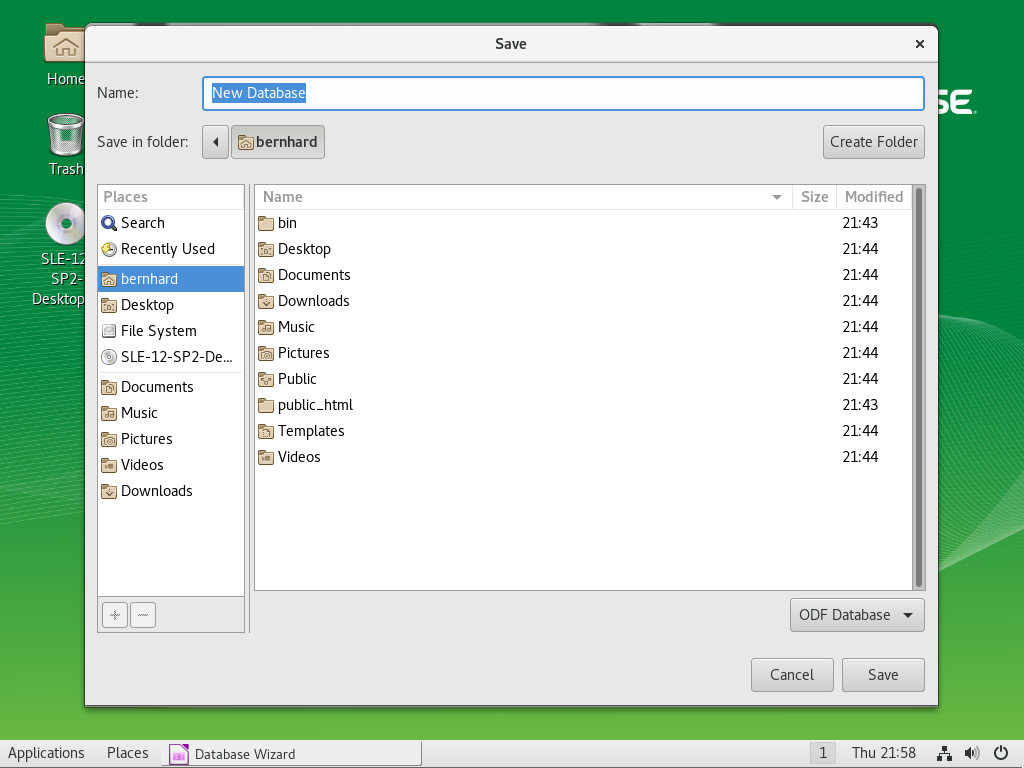 Save
Home
Name:
New Database
SE.
Save in folder:
bernhard
Create Folder
Trash
Places
Name
Size
Modified
Search
bin
21:43
Recently Used
Desktop
21:44
SLE-12
SP2-
Desktop
bernhard
Documents
21:44
Desktop
Downloads
21:44
File System
Music
21:44
SLE-12-SP2-De...
Pictures
21:44
Documents
Public
21:44
Music
public_html
21:43
Pictures
Templates
21:44
Videos
Videos
21:44
Downloads
ODF Database
Cancel
Save
Applications
Places
Database Wizard
1
Thu 21:58